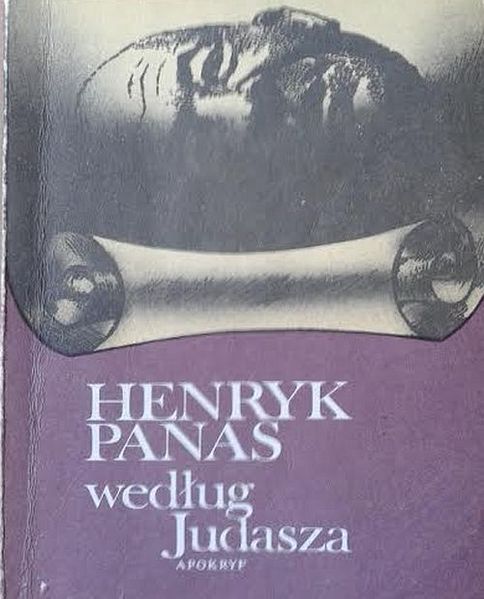 HENRYK
PANAS
według
Judasza
APOKRYF